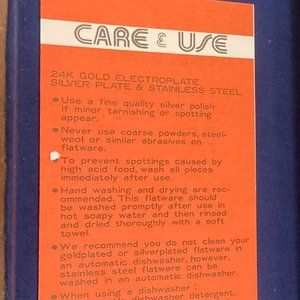 CARE & USE
24K GOLD ELECTROPLATE
SILVER PLATE & STAINLESS STEEL
● Use a fine quality silver polish
if minor tarnishing or spotting
appear.
● Never use coarse powders, steel-
wool or similar abrasives on
flatware.
● To prevent spottings caused by
high acid food, wash all pieces
immediately after use.
● Hand washing and drying are rec-
ommended. This flatware should
be washed promptly after use in
hot soapy water and then rinsed
and dried thoroughly with a soft
towel.
● We recommend you do not clean your
goldplated or silverplated flatware in
an automatic dishwasher, however,
stainless steel flatware can be
washed in an automatic dishwasher.
● When using a dishwasher
dishwasher detergent,